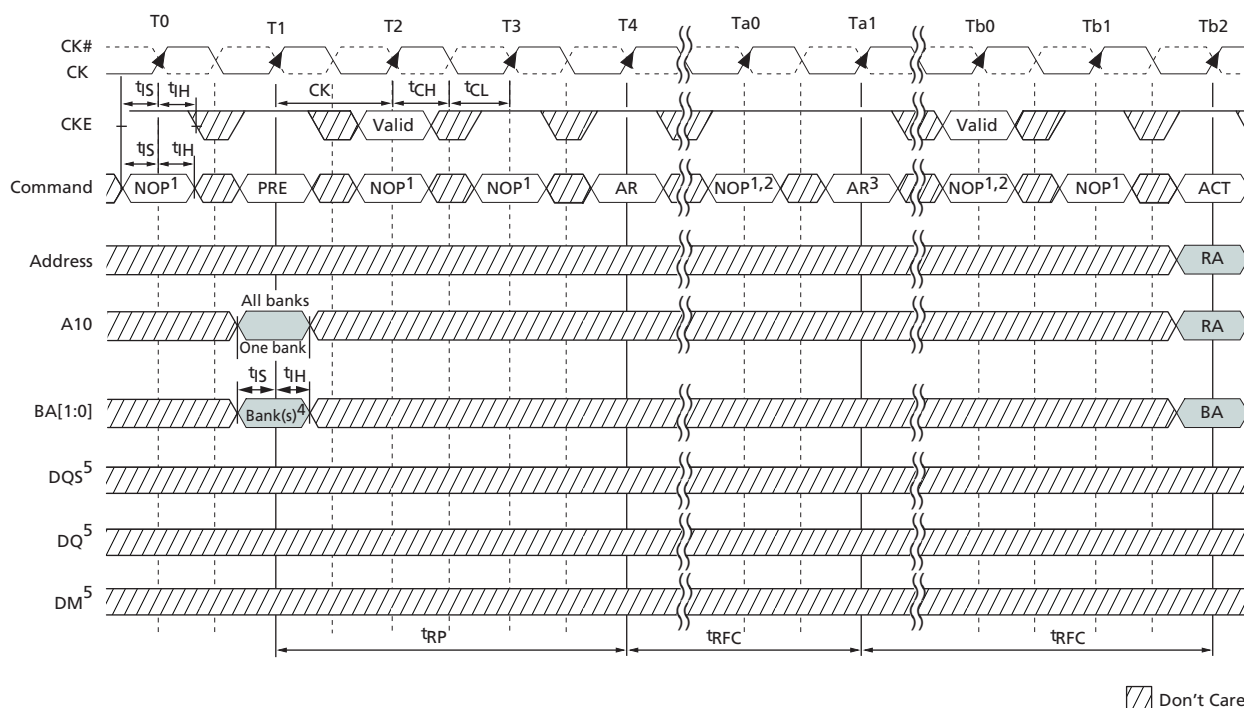 T0 T1 T2 T3 T4 Ta0 Ta1 Tb0 Tb1 Tb2
CK#
CK
tIS tIH CK tCH tCL
CKE Valid Valid
tIS tIH
Command NOP1 PRE NOP1 NOP1 AR NOP1,2 AR3 NOP1,2 NOP1 ACT
Address RA
All banks
A10 RA
One bank
tIS tIH
BA[1:0] Bank(s)4 BA
DQS5
DQ5
DM5
tRP tRFC tRFC
Don't Care